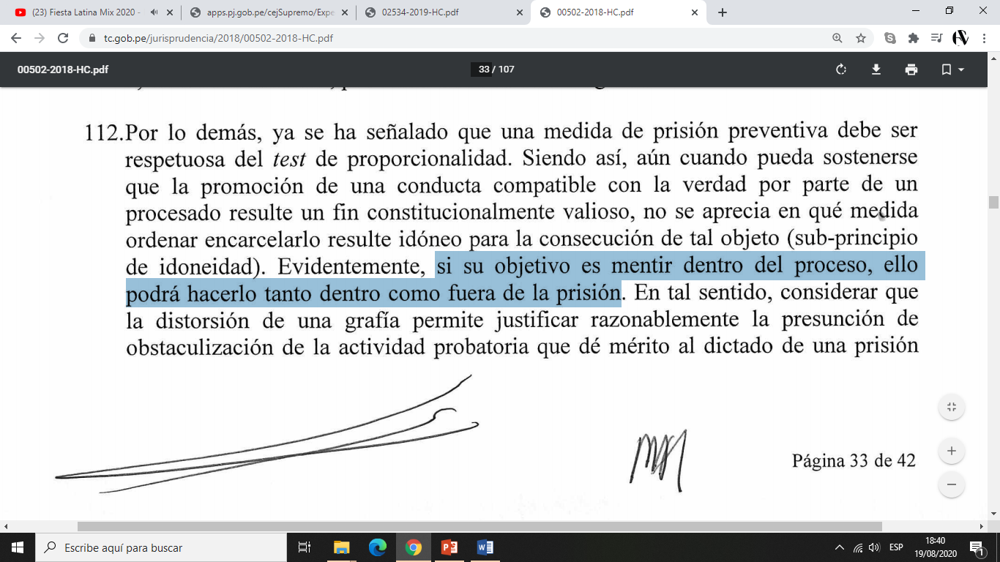 (23) Fiesta Latina Mix 2020 -
apps.pj.gob.pe/cejSupremo/Expe
02534-2019-HC.pdf
00502-2018-HC.pdf
tc.gob.pe/jurisprudencia/2018/00502-2018-HC.pdf
00502-2018-HC.pdf
33 / 107
112.Por lo demás, ya se ha señalado que una medida de prisión preventiva debe ser
respetuosa del test de proporcionalidad. Siendo así, aún cuando pueda sostenerse
que la promoción de una conducta compatible con la verdad por parte de un
procesado resulte un fin constitucionalmente valioso, no se aprecia en qué medida
ordenar encarcelarlo resulte idóneo para la consecución de tal objeto (sub-principio
de idoneidad). Evidentemente, si su objetivo es mentir dentro del proceso, ello
podrá hacerlo tanto dentro como fuera de la prisión. En tal sentido, considerar que
la distorsión de una grafía permite justificar razonablemente la presunción de
obstaculización de la actividad probatoria que dé mérito al dictado de una prisión
Página 33 de 42
Escribe aquí para buscar
ESP
18:40
19/08/2020
1